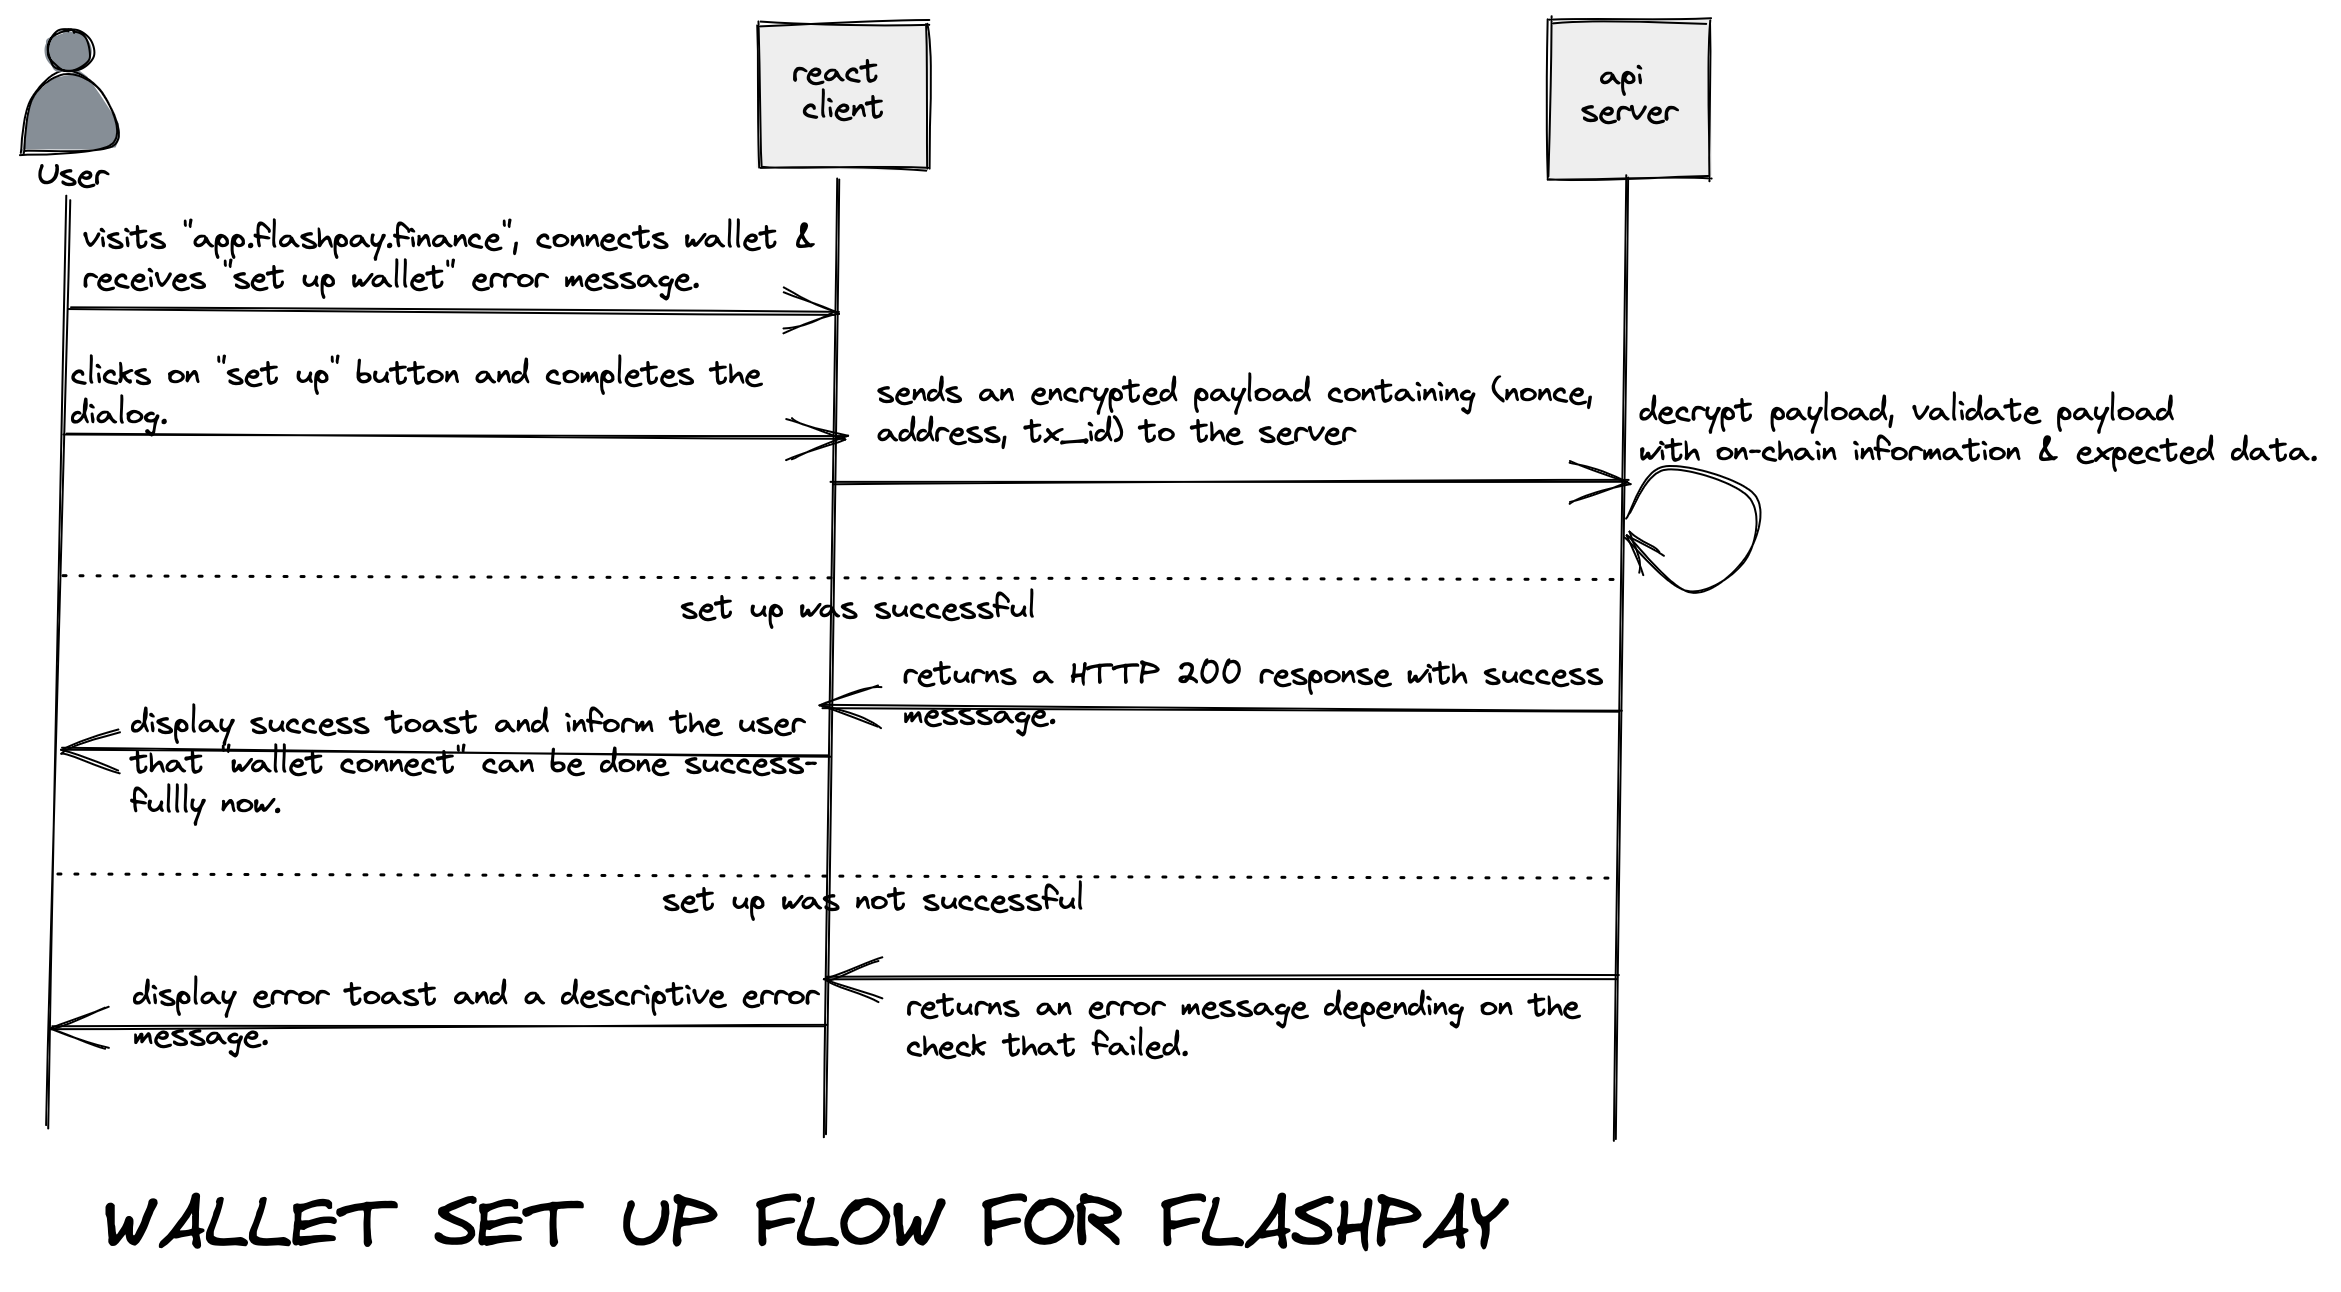 User
react
client
api
server
visits "app.flashpay.finance", connects wallet &
receives "set up wallet" error message.
clicks on "set up" button and completes the
dialog.
sends an encrypted payload containing (nonce,
address, tx_id) to the server
decrypt payload, validate payload
with on-chain information & expected data.
set up was successful
returns a HTTP 200 response with success
messsage.
display success toast and inform the user
that "wallet connect" can be done success-
fullly now.
set up was not successful
returns an error message depending on the
check that failed.
display error toast and a descriptive error
message.
WALLET SET UP FLOW FOR FLASHPAY